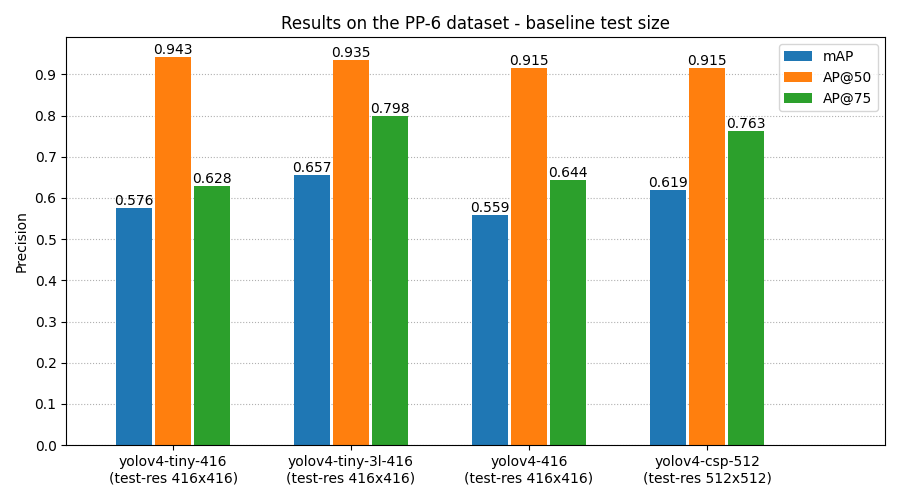 Results on the PP-6 dataset - baseline test size
mAP
AP@50
AP@75
Precision
0.9
0.8
0.7
0.6
0.5
0.4
0.3
0.2
0.1
0.0
0.576
0.943
0.628
0.657
0.935
0.798
0.559
0.915
0.644
0.619
0.915
0.763
yolov4-tiny-416
(test-res 416x416)
yolov4-tiny-3l-416
(test-res 416x416)
yolov4-416
(test-res 416x416)
yolov4-csp-512
(test-res 512x512)